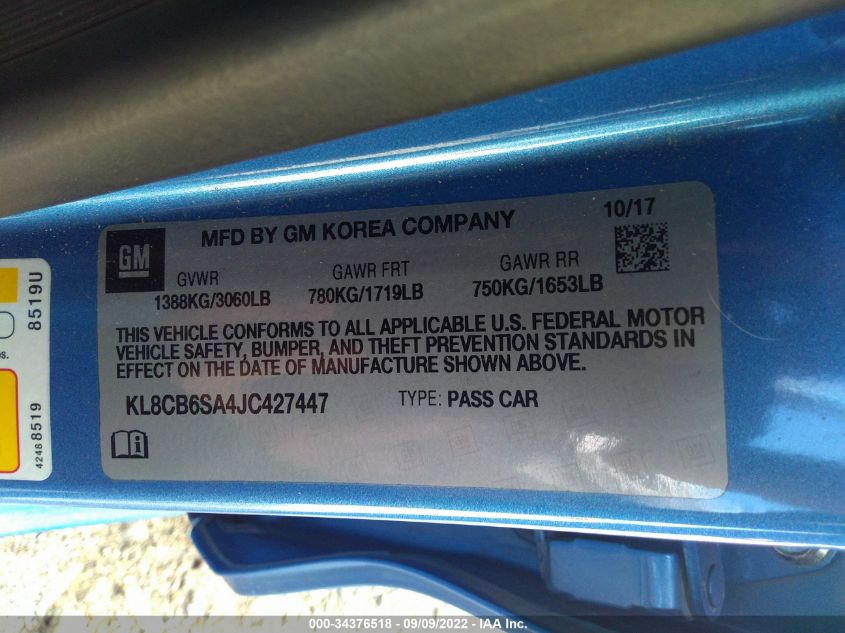 MFD BY GM KOREA COMPANY
10/17
GM
GVWR
GAWR FRT
GAWR RR
1388KG/3060LB
780KG/1719LB
750KG/1653LB
THIS VEHICLE CONFORMS TO ALL APPLICABLE U.S. FEDERAL MOTOR
VEHICLE SAFETY, BUMPER, AND THEFT PREVENTION STANDARDS IN
EFFECT ON THE DATE OF MANUFACTURE SHOWN ABOVE.
KL8CB6SA4JC427447
TYPE: PASS CAR
8519U
os.
4248 8519
000-34376518 - 09/09/2022 - IAA Inc.